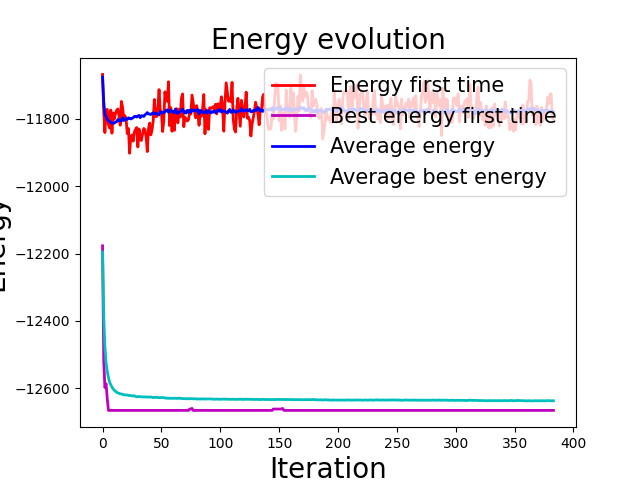 Energy evolution
Energy
−11800
−12000
−12200
−12400
−12600
Energy first time
Best energy first time
Average energy
Average best energy
0 50 100 150 200 250 300 350 400
Iteration